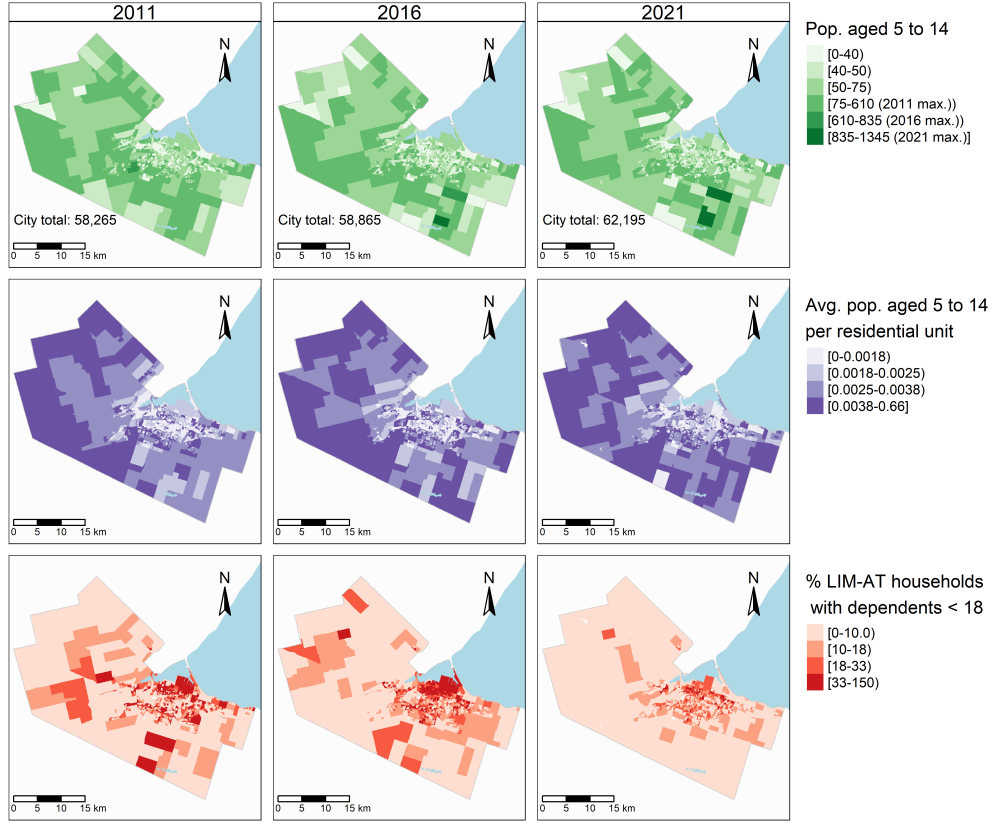 2011
2016
2021
N
N
N
City total: 58,265
City total: 58,865
City total: 62,195
0 5 10 15 km
0 5 10 15 km
0 5 10 15 km
Pop. aged 5 to 14
[0-40)
[40-50)
[50-75)
[75-610 (2011 max.))
[610-835 (2016 max.))
[835-1345 (2021 max.)]
N
N
N
0 5 10 15 km
0 5 10 15 km
0 5 10 15 km
Avg. pop. aged 5 to 14
per residential unit
[0-0.0018)
[0.0018-0.0025)
[0.0025-0.0038)
[0.0038-0.66]
N
N
N
0 5 10 15 km
0 5 10 15 km
0 5 10 15 km
% LIM-AT households
with dependents < 18
[0-10.0)
[10-18)
[18-33)
[33-150)